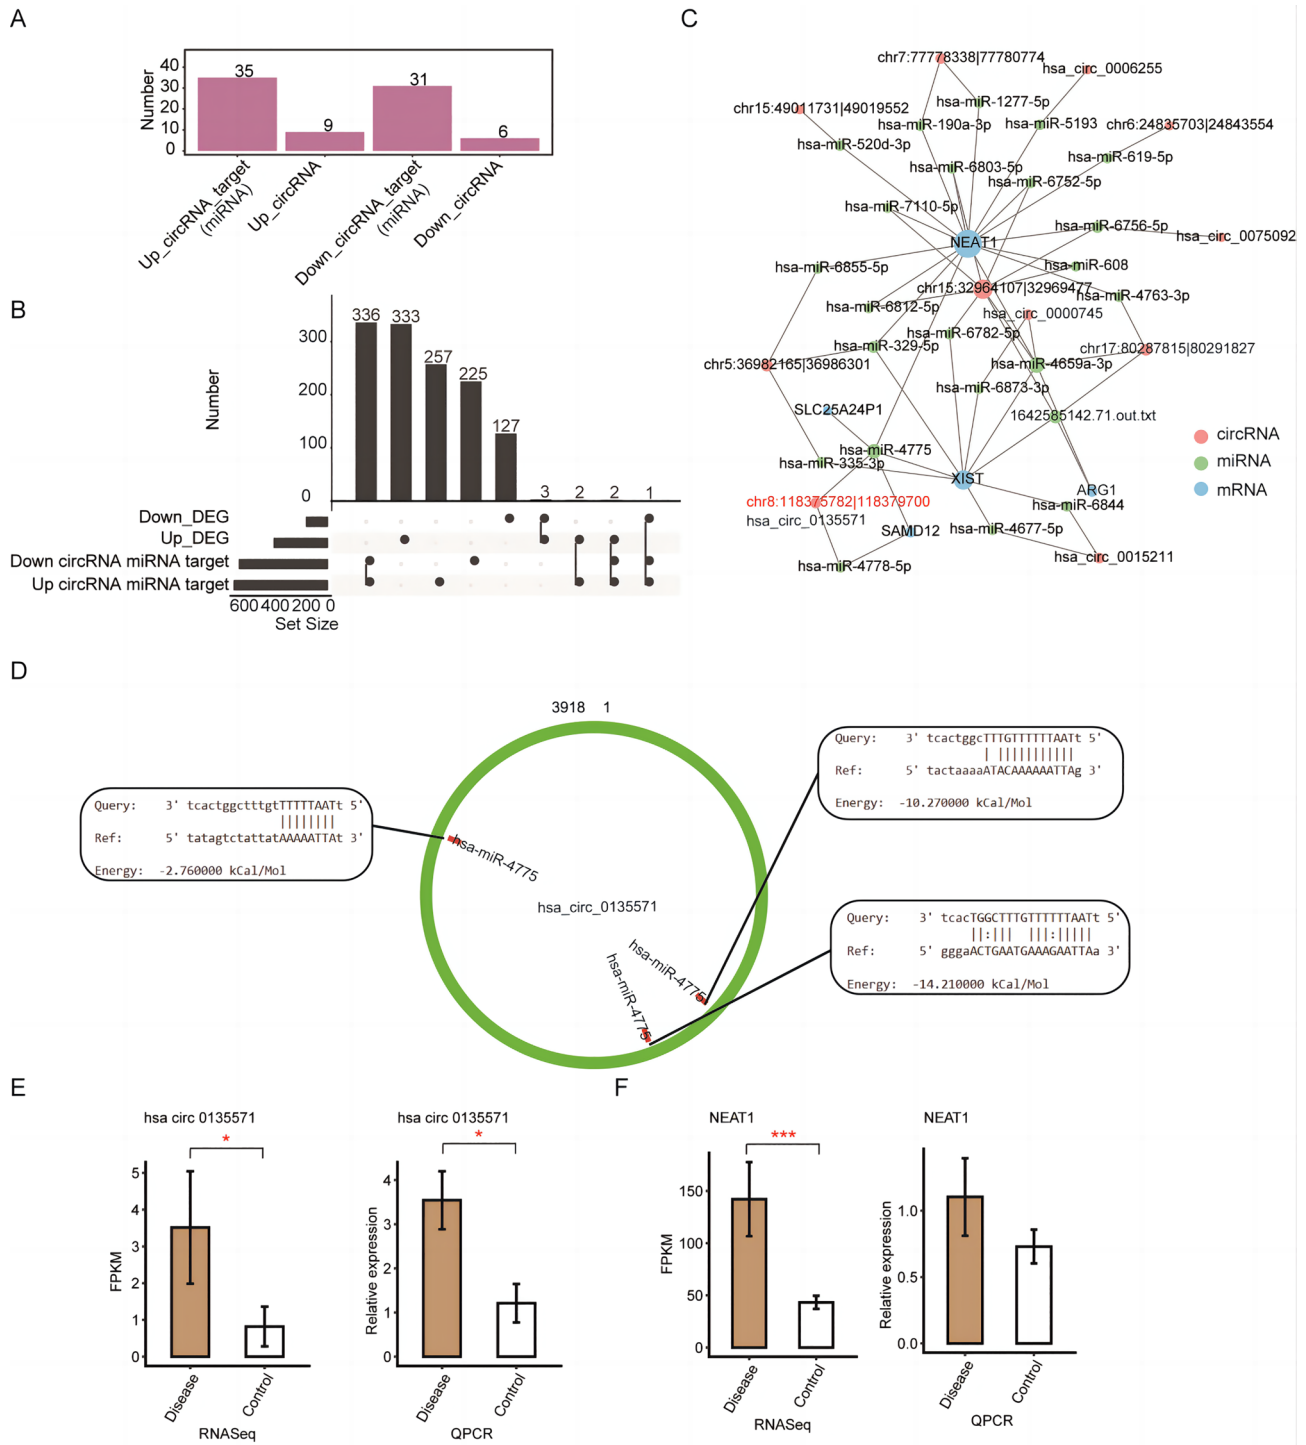 A
Number
40
30
20
10
0
35
9
31
6
Up_circRNA_target
(miRNA)
Up_circRNA
Down_circRNA_target
(miRNA)
Down_circRNA
B
Number
300
200
100
0
336
333
257
225
127
3
2
2
1
Down_DEG
Up_DEG
Down circRNA miRNA target
Up circRNA miRNA target
600 400 200 0
Set Size
C
chr7:77778338|77780774
hsa_circ_0006255
hsa-miR-1277-5p
chr15:49011731|49019552
hsa-miR-190a-3p
hsa-miR-5193
chr6:24835703|24843554
hsa-miR-520d-3p
hsa-miR-619-5p
hsa-miR-6803-5p
hsa-miR-6752-5p
hsa-miR-7110-5p
hsa-miR-6756-5p
hsa_circ_0075092
NEAT1
hsa-miR-6855-5p
hsa-miR-608
chr15:32964107|32969477
hsa-miR-4763-3p
hsa-miR-6812-5p
hsa_circ_0000745
hsa-miR-6782-5p
hsa-miR-329-5p
chr17:80287815|80291827
chr5:36982165|36986301
hsa-miR-4659a-3p
hsa-miR-6873-3p
SLC25A24P1
1642585142.71.out.txt
hsa-miR-4775
hsa-miR-335-3p
XIST
ARG1
chr8:118375782|118379700
hsa_circ_0135571
hsa-miR-6844
SAMD12
hsa-miR-4677-5p
hsa_circ_0015211
hsa-miR-4778-5p
circRNA
miRNA
mRNA
D
3918 1
Query: 3' tcactggctttgtTTTTTAATt 5'
||||||||
Ref: 5' tatagtctattatAAAAATTAt 3'
Energy: -2.760000 kCal/Mol
Query: 3' tcactggcTTTGTTTTTTAATt 5'
| |||||||||||
Ref: 5' tactaaaaATACAAAAAATTAg 3'
Energy: -10.270000 kCal/Mol
Query: 3' tcacTGGCTTTGTTTTTTAATt 5'
||:||| |||:|||||
Ref: 5' gggaACTGAATGAAAGAATTAa 3'
Energy: -14.210000 kCal/Mol
hsa-miR-4775
hsa_circ_0135571
hsa-miR-4775
hsa-miR-4775
E
hsa circ 0135571
*
FPKM
5
4
3
2
1
0
Disease
Control
RNASeq
hsa circ 0135571
*
Relative expression
4
3
2
1
0
Disease
Control
QPCR
F
NEAT1
***
FPKM
150
100
50
0
Disease
Control
RNASeq
NEAT1
Relative expression
1.0
0.5
0.0
Disease
Control
QPCR